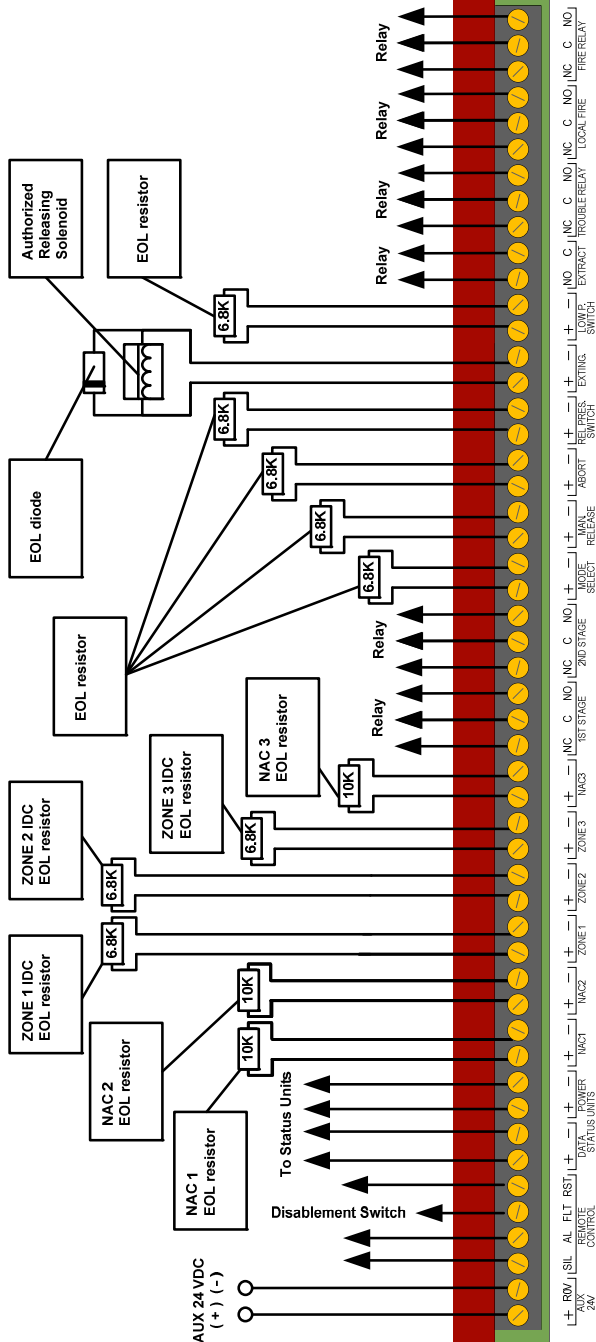 ZONE 1 IDC
EOL resistor
ZONE 2 IDC
EOL resistor
EOL diode
Authorized
Releasing
Solenoid
EOL resistor
NAC 2
EOL resistor
EOL resistor
6.8K
6.8K
ZONE 3 IDC
EOL resistor
NAC 1
EOL resistor
AUX 24 VDC
( + ) ( - )
6.8K
6.8K
10K
10K
6.8K
NAC 3
EOL resistor
6.8K
To Status Units
6.8K
10K
6.8K
Disablement Switch
Relay
Relay
Relay
Relay
Relay
Relay
+ R0V
AUX
24V
SIL AL FLT RST
REMOTE
CONTROL
+ −
DATA
+ −
POWER
STATUS UNITS
+ −
NAC1
+ −
NAC2
+ −
ZONE 1
+ −
ZONE 2
+ −
ZONE 3
+ −
NAC3
NC C NO
1ST STAGE
NC C NO
2ND STAGE
+ −
MODE
SELECT
+ −
MAN.
RELEASE
+ −
ABORT
+ −
REL PRES.
SWITCH
+ −
EXTING.
+ −
LOW P.
SWITCH
NO C
EXTRACT
NC C NO
TROUBLE RELAY
NC C NO
LOCAL FIRE
NC C NO
FIRE RELAY